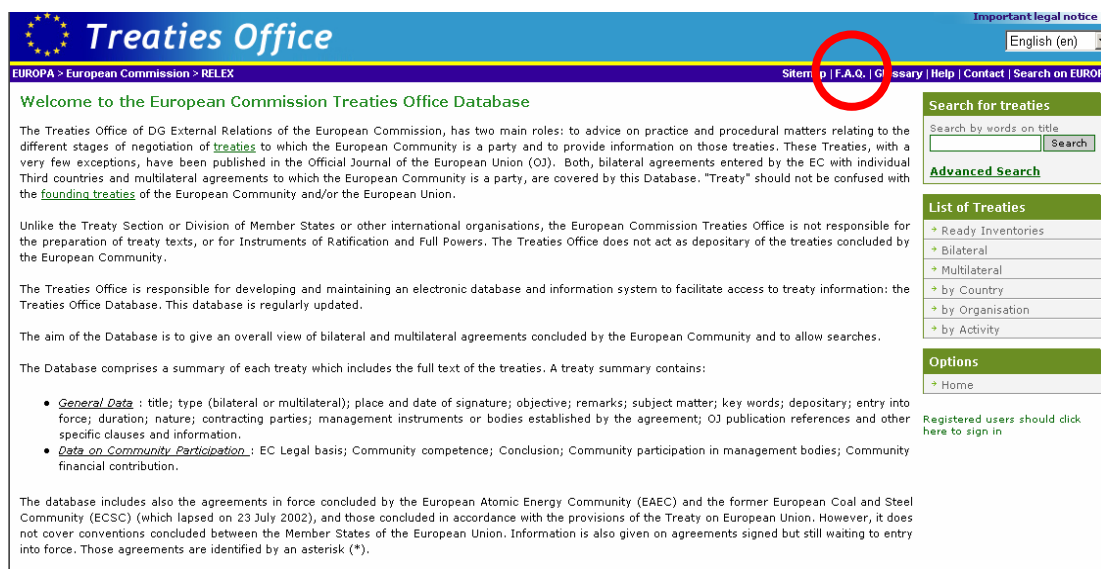 Important legal notice
Treaties Office
English (en)
EUROPA > European Commission > RELEX
Sitemap | F.A.Q. | Glossary | Help | Contact | Search on EUROP
Welcome to the European Commission Treaties Office Database
The Treaties Office of DG External Relations of the European Commission, has two main roles: to advice on practice and procedural matters relating to the
different stages of negotiation of treaties to which the European Community is a party and to provide information on those treaties. These Treaties, with a
very few exceptions, have been published in the Official Journal of the European Union (OJ). Both, bilateral agreements entered by the EC with individual
Third countries and multilateral agreements to which the European Community is a party, are covered by this Database. "Treaty" should not be confused with
the founding treaties of the European Community and/or the European Union.
Unlike the Treaty Section or Division of Member States or other international organisations, the European Commission Treaties Office is not responsible for
the preparation of treaty texts, or for Instruments of Ratification and Full Powers. The Treaties Office does not act as depositary of the treaties concluded by
the European Community.
The Treaties Office is responsible for developing and maintaining an electronic database and information system to facilitate access to treaty information: the
Treaties Office Database. This database is regularly updated.
The aim of the Database is to give an overall view of bilateral and multilateral agreements concluded by the European Community and to allow searches.
The Database comprises a summary of each treaty which includes the full text of the treaties. A treaty summary contains:
• General Data : title; type (bilateral or multilateral); place and date of signature; objective; remarks; subject matter; key words; depositary; entry into
force; duration; nature; contracting parties; management instruments or bodies established by the agreement; OJ publication references and other
specific clauses and information.
• Data on Community Participation : EC Legal basis; Community competence; Conclusion; Community participation in management bodies; Community
financial contribution.
The database includes also the agreements in force concluded by the European Atomic Energy Community (EAEC) and the former European Coal and Steel
Community (ECSC) (which lapsed on 23 July 2002), and those concluded in accordance with the provisions of the Treaty on European Union. However, it does
not cover conventions concluded between the Member States of the European Union. Information is also given on agreements signed but still waiting to entry
into force. Those agreements are identified by an asterisk (*).
Search for treaties
Search by words on title
Search
Advanced Search
List of Treaties
Ready Inventories
Bilateral
Multilateral
by Country
by Organisation
by Activity
Options
Home
Registered users should click
here to sign in